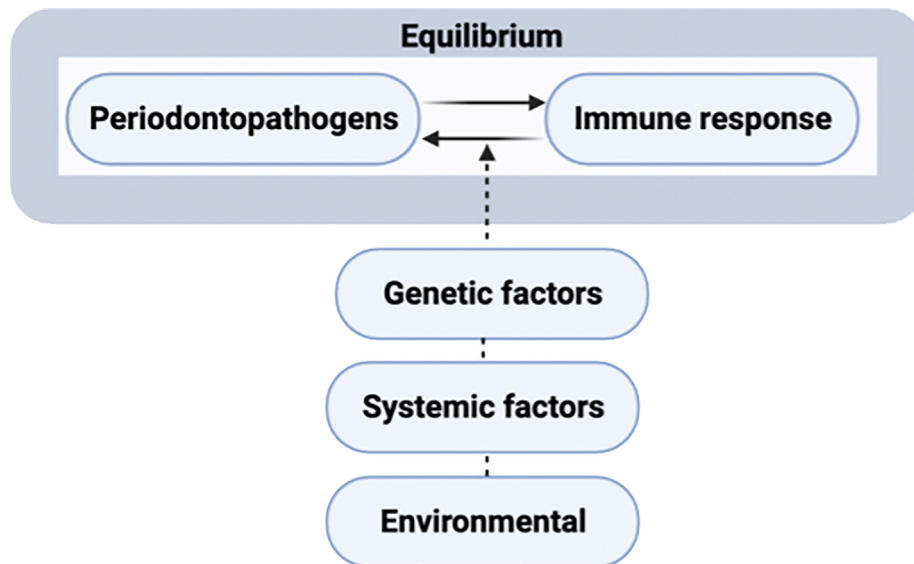 Equilibrium
Periodontopathogens
Immune response
Genetic factors
Systemic factors
Environmental